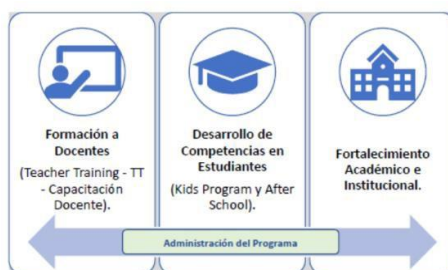 Formación a
Docentes
(Teacher Training - TT
- Capacitación
Docente).
Desarrollo de
Competencias en
Estudiantes
(Kids Program y After
School).
Fortalecimiento
Académico e
Institucional.
Administración del Programa